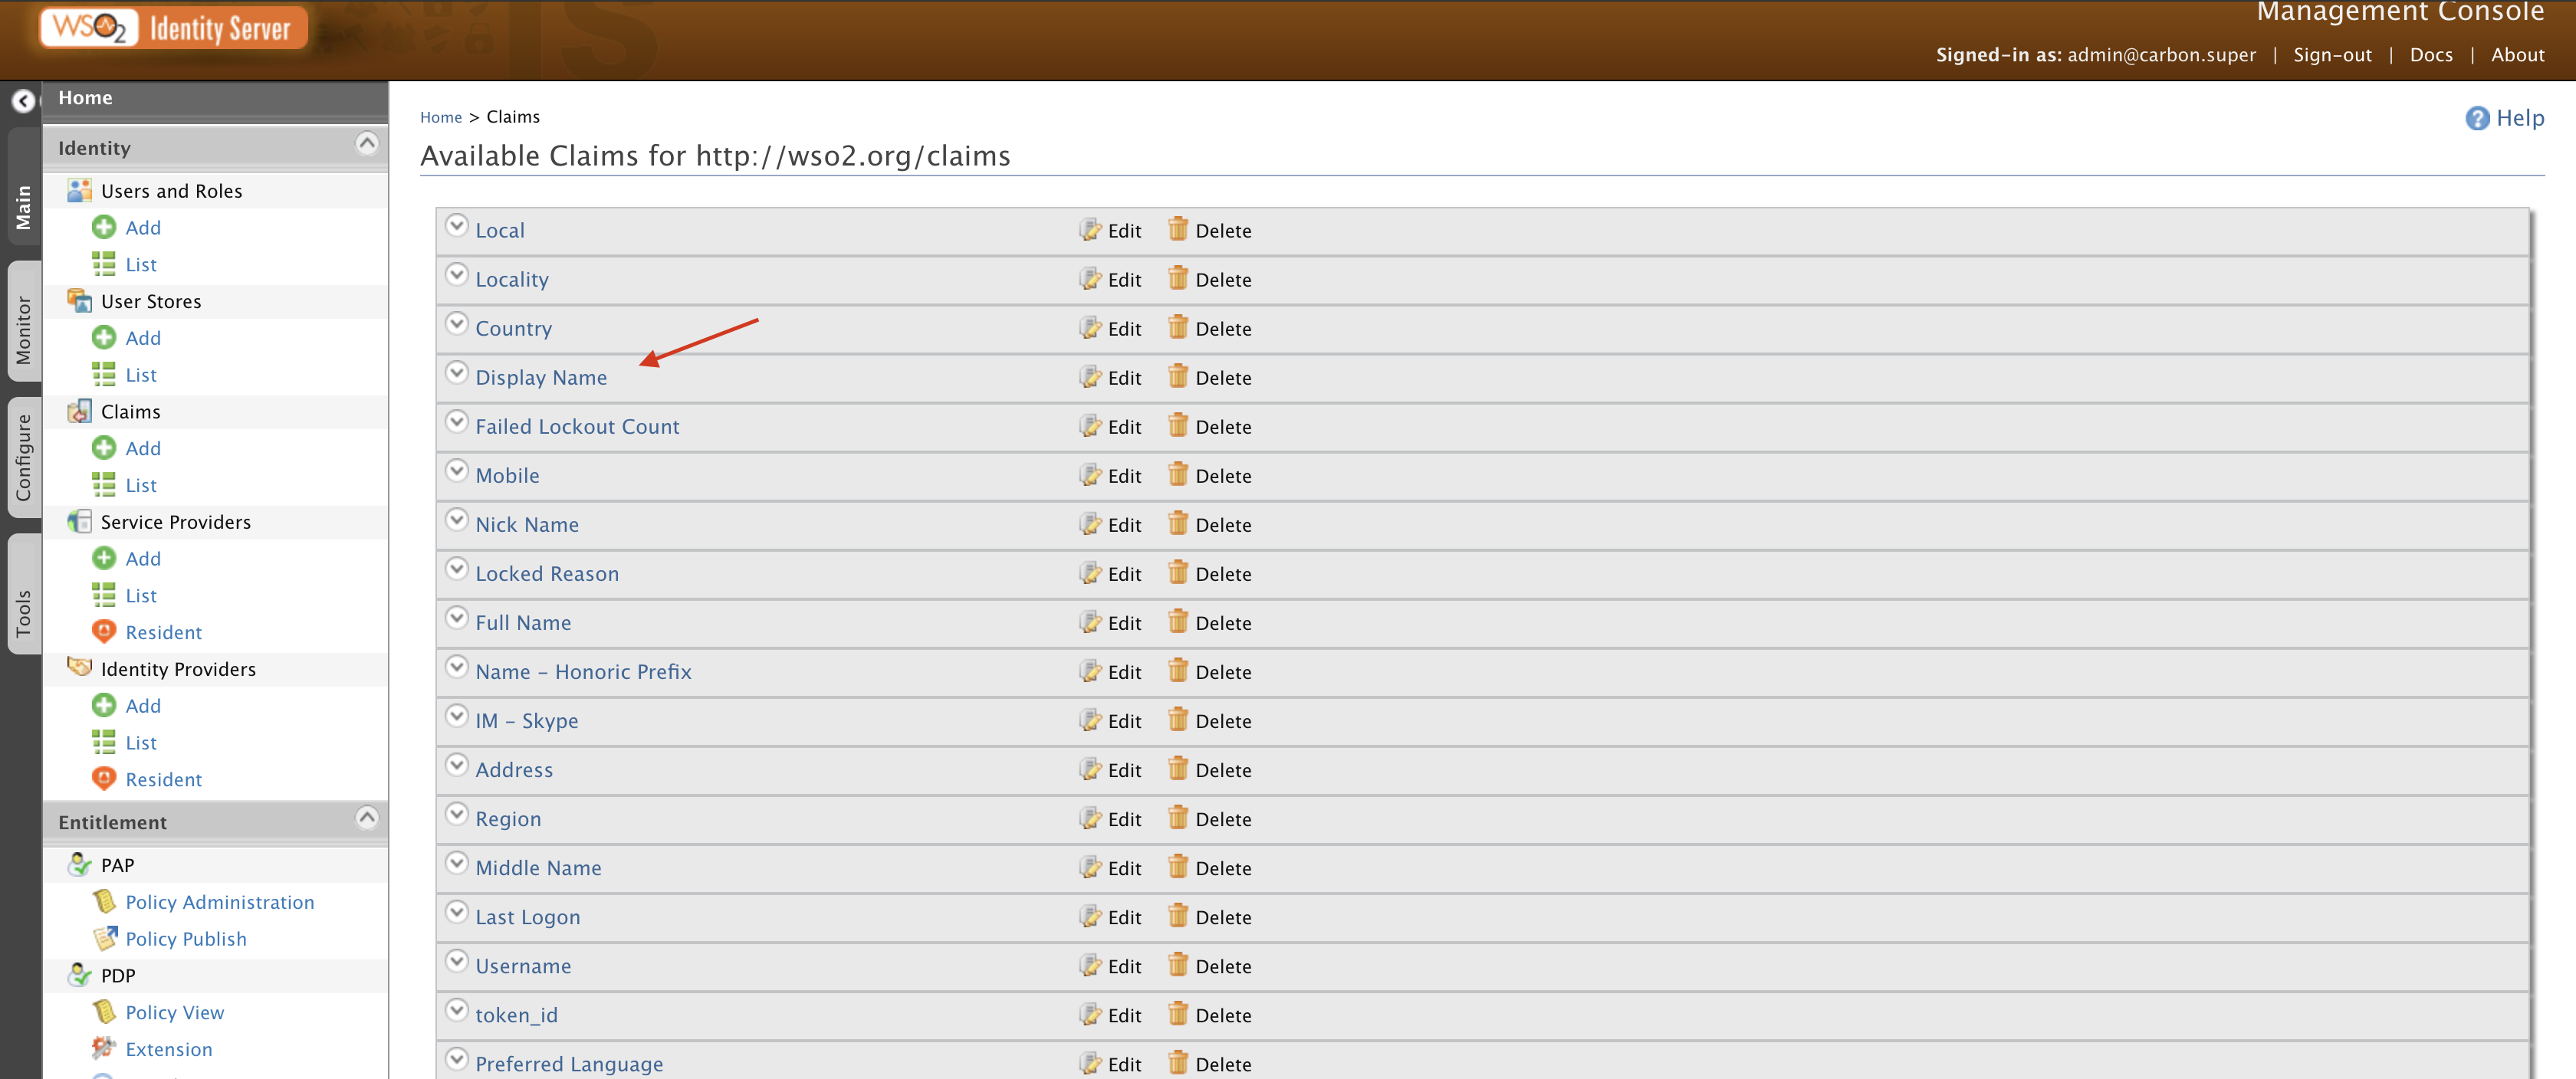 WSO2 Identity Server
Management Console
Signed-in as: admin@carbon.super | Sign-out | Docs | About
Main
Monitor
Configure
Tools
Home
Identity
Users and Roles
Add
List
User Stores
Add
List
Claims
Add
List
Service Providers
Add
List
Resident
Identity Providers
Add
List
Resident
Entitlement
PAP
Policy Administration
Policy Publish
PDP
Policy View
Extension
Home > Claims
Help
Available Claims for http://wso2.org/claims
Local Edit Delete
Locality Edit Delete
Country Edit Delete
Display Name Edit Delete
Failed Lockout Count Edit Delete
Mobile Edit Delete
Nick Name Edit Delete
Locked Reason Edit Delete
Full Name Edit Delete
Name - Honoric Prefix Edit Delete
IM - Skype Edit Delete
Address Edit Delete
Region Edit Delete
Middle Name Edit Delete
Last Logon Edit Delete
Username Edit Delete
token_id Edit Delete
Preferred Language Edit Delete